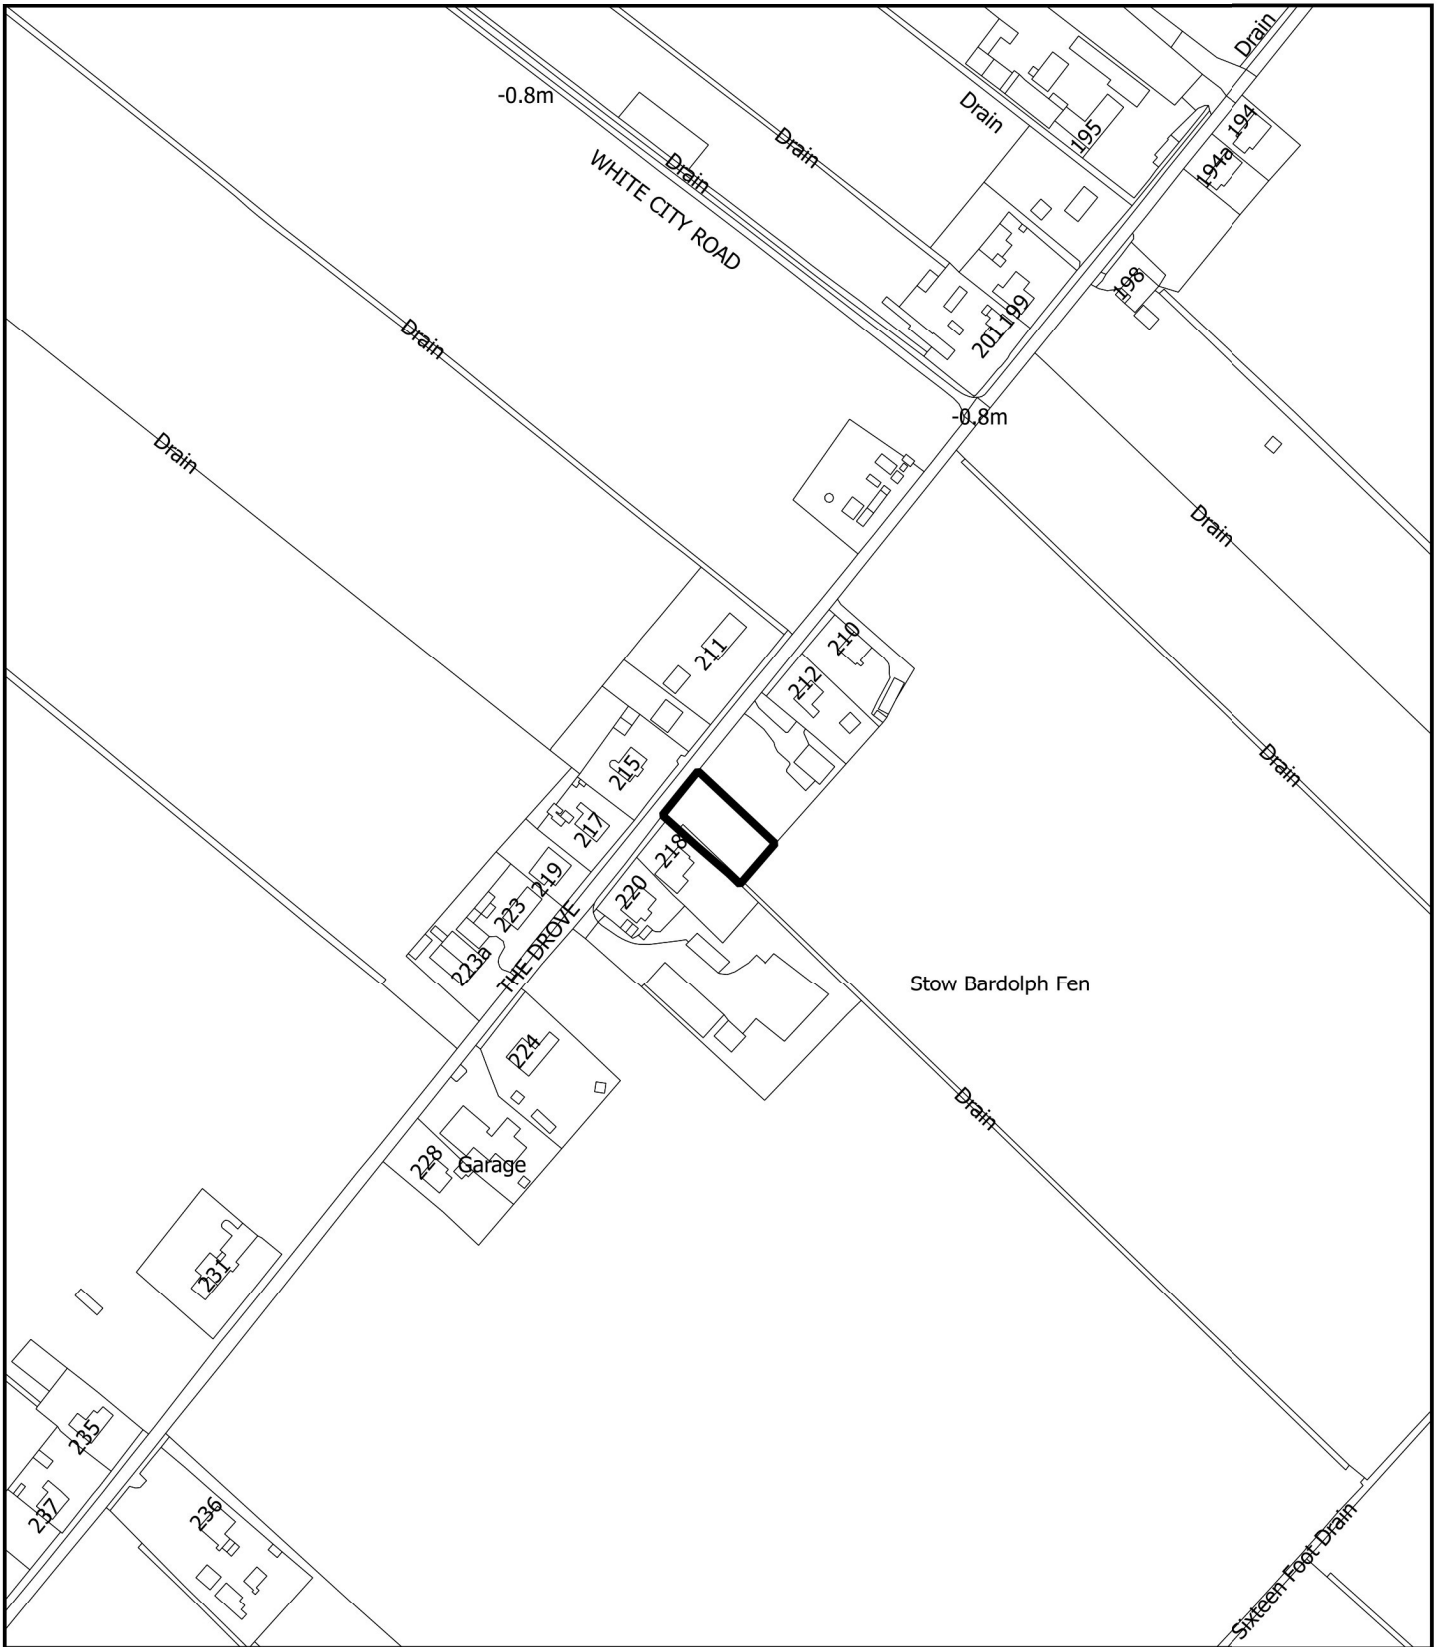 Drain
-0.8m
Drain
194
Drain
195
Drain
194a
WHITE CITY ROAD
198
199
201
Drain
-0.8m
Drain
Drain
210
211
212
Drain
215
217
218
219
220
223
THE DROVE
223a
Stow Bardolph Fen
224
Drain
228
Garage
231
235
236
237
Sixteen Foot Drain